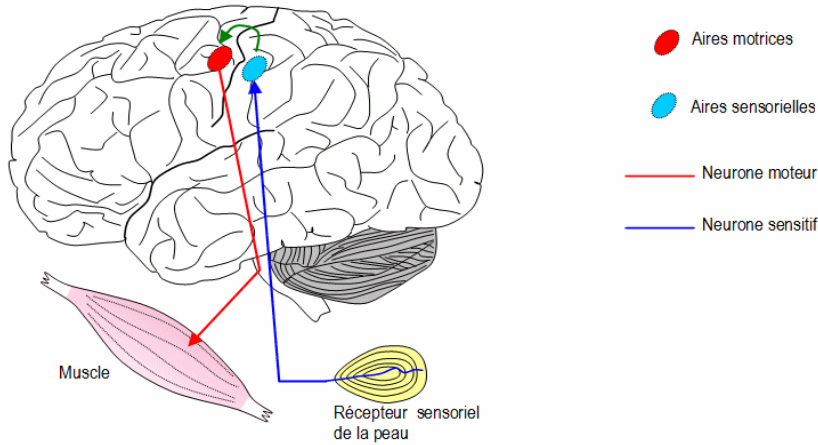 Aires motrices
Aires sensorielles
Neurone moteur
Neurone sensitif
Muscle
Récepteur sensoriel
de la peau